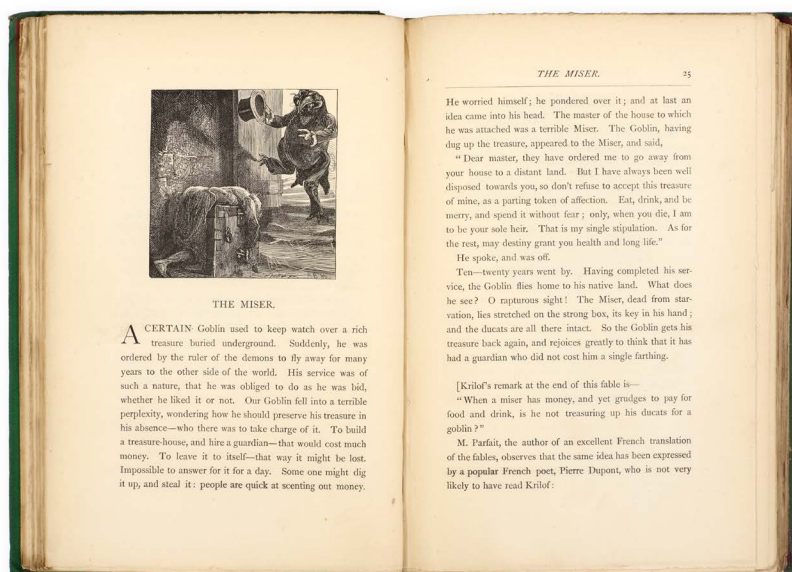 THE MISER.
A CERTAIN Goblin used to keep watch over a rich
treasure buried underground. Suddenly, he was
ordered by the ruler of the demons to fly away for many
years to the other side of the world. His service was of
such a nature, that he was obliged to do as he was bid,
whether he liked it or not. Our Goblin fell into a terrible
perplexity, wondering how he should preserve his treasure in
his absence—who there was to take charge of it. To build
a treasure-house, and hire a guardian—that would cost much
money. To leave it to itself—that way it might be lost.
Impossible to answer for it for a day. Some one might dig
it up, and steal it: people are quick at scenting out money.
THE MISER. 25
He worried himself; he pondered over it; and at last an
idea came into his head. The master of the house to which
he was attached was a terrible Miser. The Goblin, having
dug up the treasure, appeared to the Miser, and said,
“Dear master, they have ordered me to go away from
your house to a distant land. But I have always been well
disposed towards you, so don't refuse to accept this treasure
of mine, as a parting token of affection. Eat, drink, and be
merry, and spend it without fear; only, when you die, I am
to be your sole heir. That is my single stipulation. As for
the rest, may destiny grant you health and long life.”
He spoke, and was off.
Ten—twenty years went by. Having completed his ser-
vice, the Goblin flies home to his native land. What does
he see? O rapturous sight! The Miser, dead from star-
vation, lies stretched on the strong box, its key in his hand;
and the ducats are all there intact. So the Goblin gets his
treasure back again, and rejoices greatly to think that it has
had a guardian who did not cost him a single farthing.
[Krilof's remark at the end of this fable is—
“When a miser has money, and yet grudges to pay for
food and drink, is he not treasuring up his ducats for a
goblin?”
M. Parfait, the author of an excellent French translation
of the fables, observes that the same idea has been expressed
by a popular French poet, Pierre Dupont, who is not very
likely to have read Krilof: